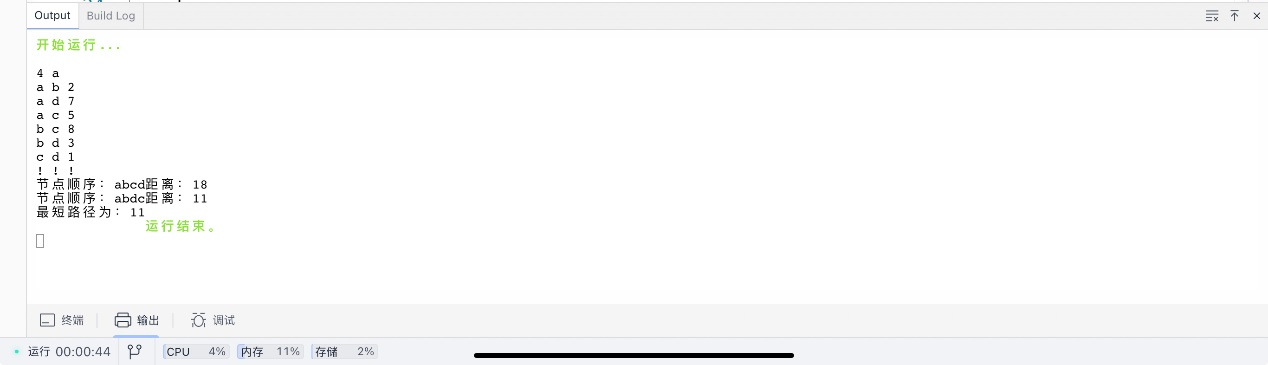 Output Build Log
开始运行...
4 a
a b 2
a d 7
a c 5
b c 8
b d 3
c d 1
! ! !
节点顺序：abcd距离：18
节点顺序：abdc距离：11
最短路径为：11
运行结束。
终端 输出 调试
运行 00:00:44 CPU 4% 内存 11% 存储 2%